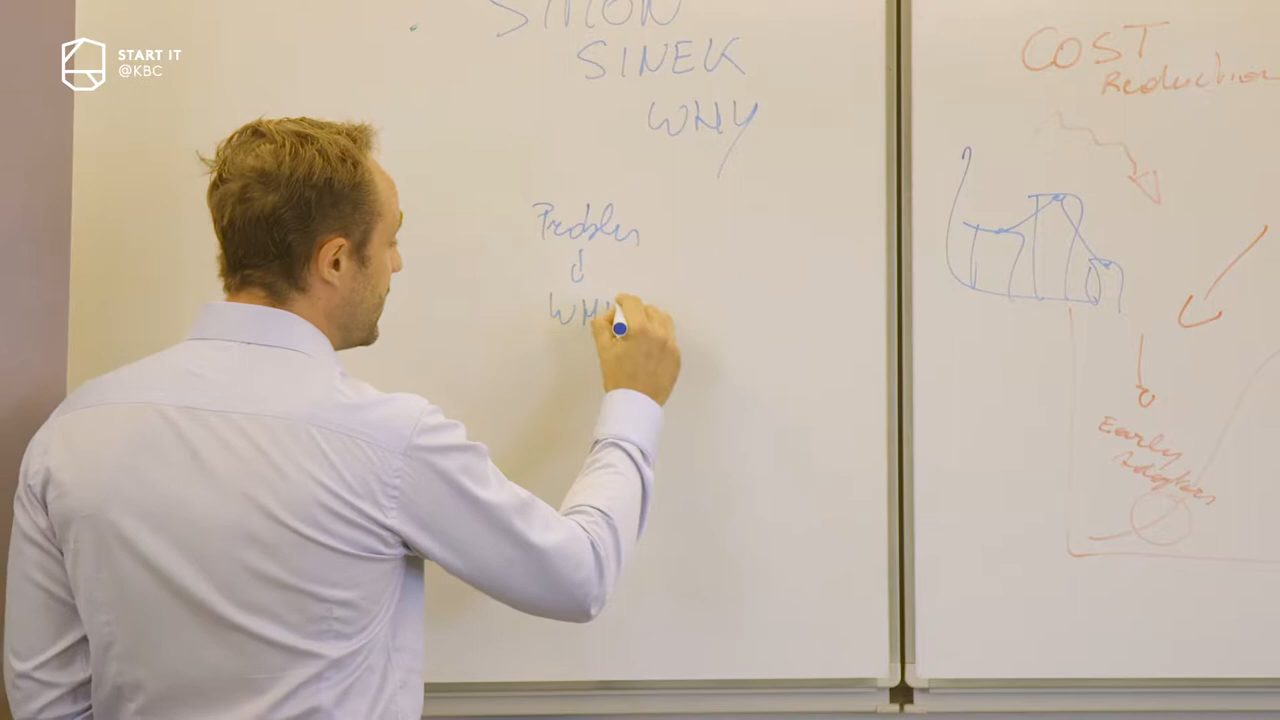 START IT
@KBC
SIMON
SINEK
WHY
Problem
WH
COST
Reduction
Early
Adopters